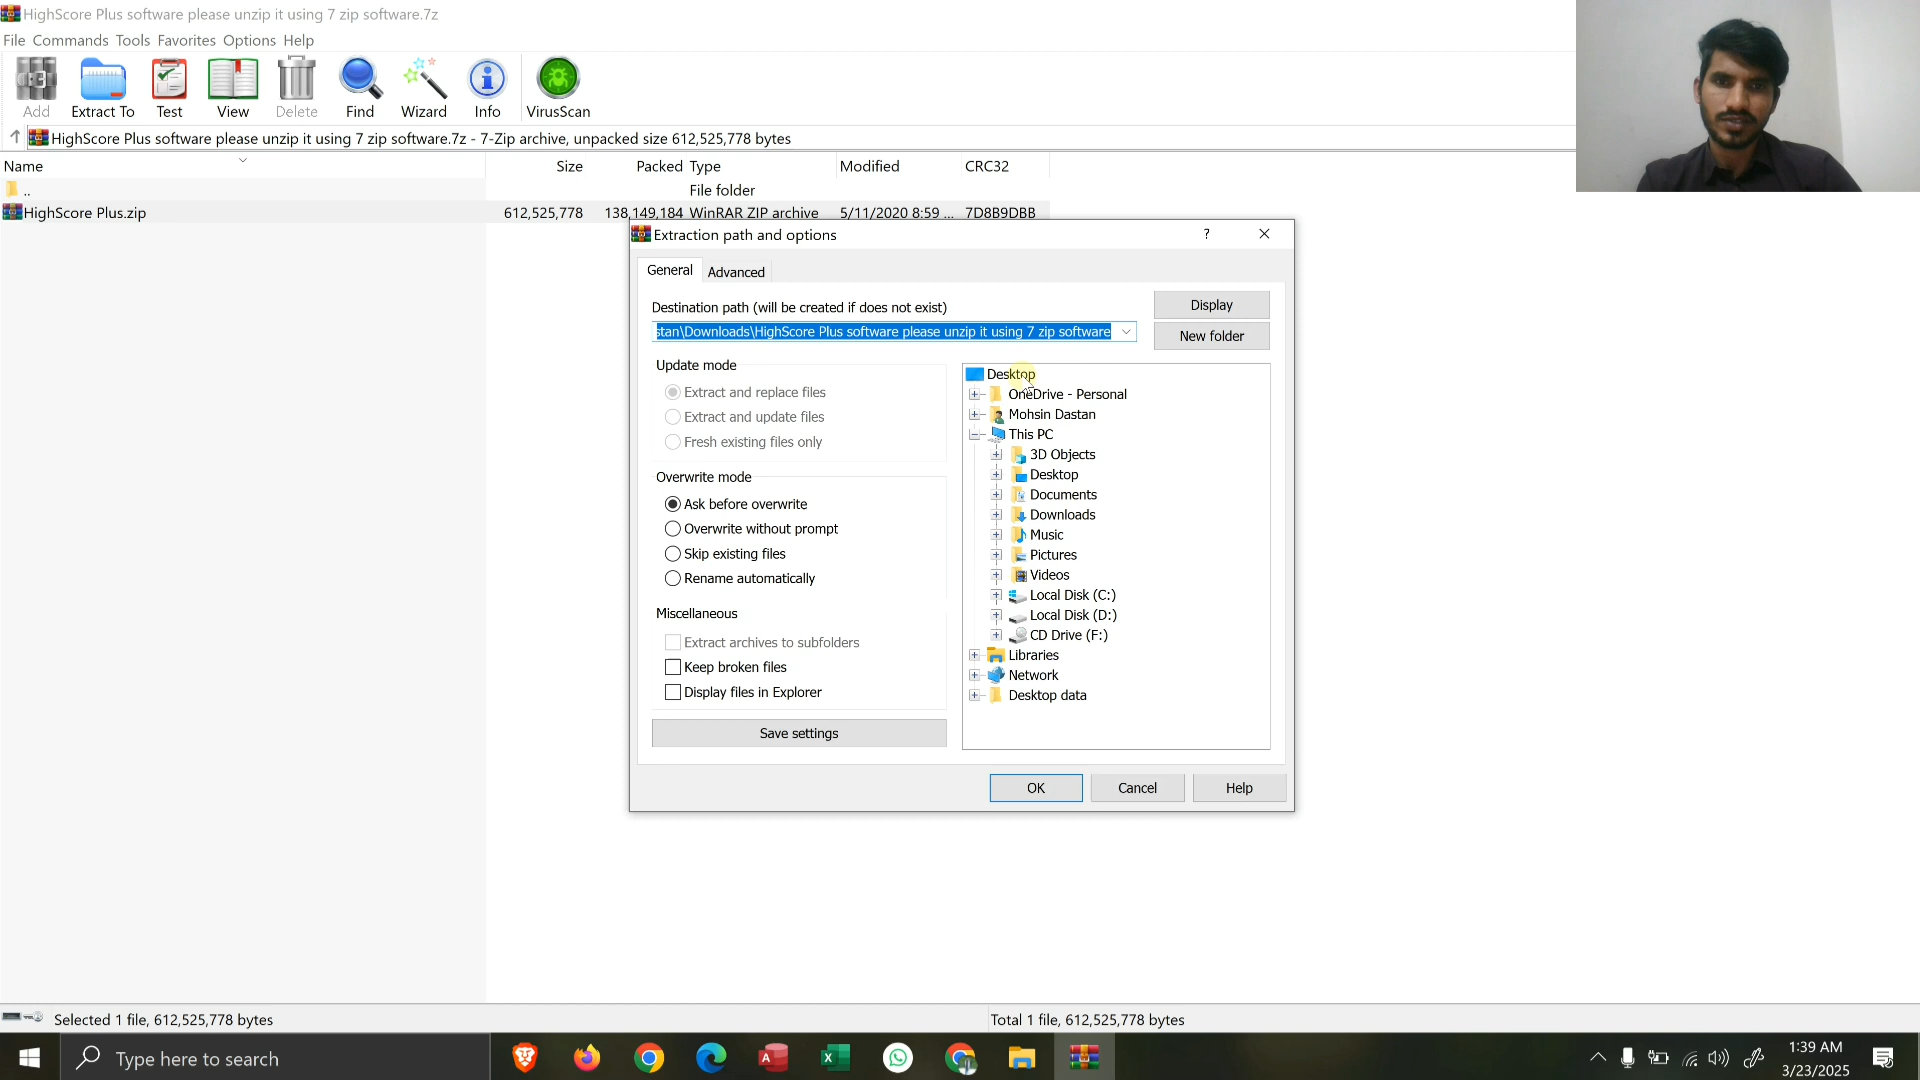 HighScore Plus software please unzip it using 7 zip software.7z
File Commands Tools Favorites Options Help
Add Extract To Test View Delete Find Wizard Info VirusScan
HighScore Plus software please unzip it using 7 zip software.7z - 7-Zip archive, unpacked size 612,525,778 bytes
Name Size Packed Type Modified CRC32
.. File folder
HighScore Plus.zip 612,525,778 138,149,184 WinRAR ZIP archive 5/11/2020 8:59 ... 7D8B9DBB
Extraction path and options ?
General Advanced
Destination path (will be created if does not exist)
Display
stan\Downloads\HighScore Plus software please unzip it using 7 zip software
New folder
Update mode
Extract and replace files
Extract and update files
Fresh existing files only
Overwrite mode
Ask before overwrite
Overwrite without prompt
Skip existing files
Rename automatically
Miscellaneous
Extract archives to subfolders
Keep broken files
Display files in Explorer
Save settings
Desktop
OneDrive - Personal
Mohsin Dastan
This PC
3D Objects
Desktop
Documents
Downloads
Music
Pictures
Videos
Local Disk (C:)
Local Disk (D:)
CD Drive (F:)
Libraries
Network
Desktop data
OK Cancel Help
Selected 1 file, 612,525,778 bytes
Total 1 file, 612,525,778 bytes
Type here to search
1:39 AM
3/23/2025